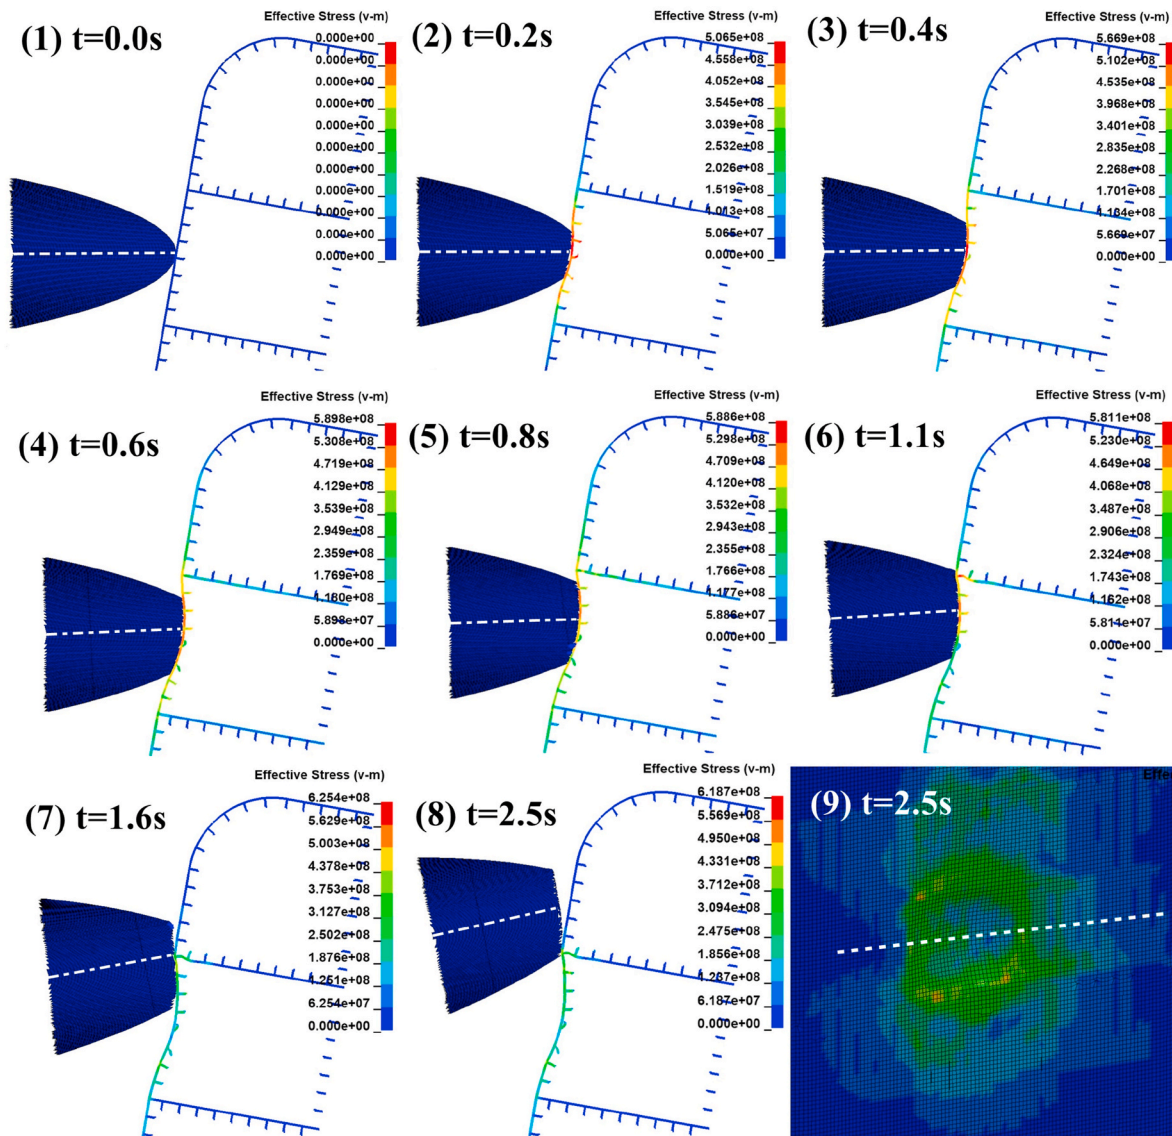 Effective Stress (v-m)
(1) t=0.0s
0.000e+00
0.000e+00
0.000e+00
0.000e+00
0.000e+00
0.000e+00
0.000e+00
0.000e+00
0.000e+00
0.000e+00
0.000e+00
Effective Stress (v-m)
(2) t=0.2s
5.065e+08
4.558e+08
4.052e+08
3.545e+08
3.039e+08
2.532e+08
2.026e+08
1.519e+08
1.013e+08
5.065e+07
0.000e+00
Effective Stress (v-m)
(3) t=0.4s
5.669e+08
5.102e+08
4.535e+08
3.968e+08
3.401e+08
2.835e+08
2.268e+08
1.701e+08
1.134e+08
5.669e+07
0.000e+00
Effective Stress (v-m)
(4) t=0.6s
5.898e+08
5.308e+08
4.719e+08
4.129e+08
3.539e+08
2.949e+08
2.359e+08
1.769e+08
1.180e+08
5.898e+07
0.000e+00
Effective Stress (v-m)
(5) t=0.8s
5.886e+08
5.298e+08
4.709e+08
4.120e+08
3.532e+08
2.943e+08
2.355e+08
1.766e+08
1.177e+08
5.886e+07
0.000e+00
Effective Stress (v-m)
(6) t=1.1s
5.811e+08
5.230e+08
4.649e+08
4.068e+08
3.487e+08
2.906e+08
2.324e+08
1.743e+08
1.162e+08
5.811e+07
0.000e+00
Effective Stress (v-m)
(7) t=1.6s
6.254e+08
5.629e+08
5.003e+08
4.378e+08
3.753e+08
3.127e+08
2.502e+08
1.876e+08
1.251e+08
6.254e+07
0.000e+00
Effective Stress (v-m)
(8) t=2.5s
6.187e+08
5.569e+08
4.950e+08
4.331e+08
3.712e+08
3.094e+08
2.475e+08
1.856e+08
1.237e+08
6.187e+07
0.000e+00
(9) t=2.5s